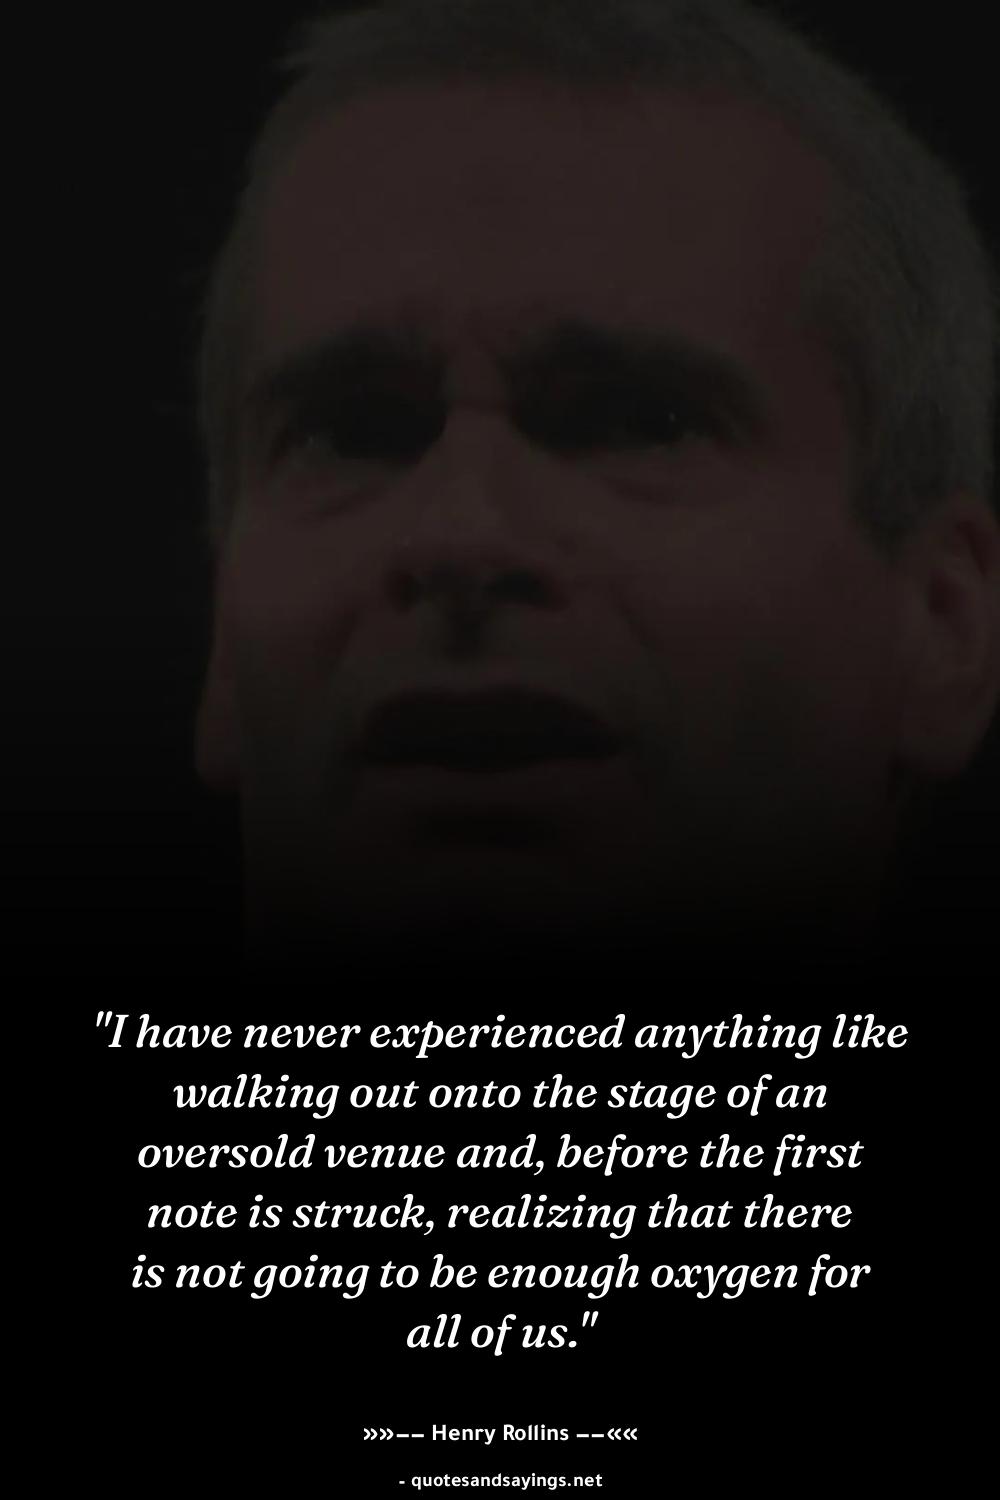 "I have never experienced anything like
walking out onto the stage of an
oversold venue and, before the first
note is struck, realizing that there
is not going to be enough oxygen for
all of us."
»»−− Henry Rollins −−««
- quotesandsayings.net